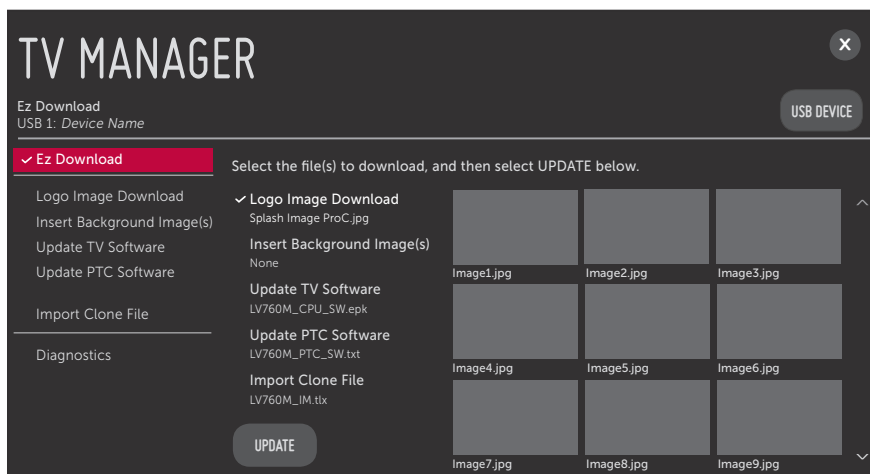 TV MANAGER
X
Ez Download
USB 1: Device Name
USB DEVICE
Ez Download
Logo Image Download
Insert Background Image(s)
Update TV Software
Update PTC Software
Import Clone File
Diagnostics
Select the file(s) to download, and then select UPDATE below.
Logo Image Download
Splash Image ProC.jpg
Insert Background Image(s)
None
Update TV Software
LV760M_CPU_SW.epk
Update PTC Software
LV760M_PTC_SW.txt
Import Clone File
LV760M_IM.tlx
UPDATE
Image1.jpg
Image2.jpg
Image3.jpg
Image4.jpg
Image5.jpg
Image6.jpg
Image7.jpg
Image8.jpg
Image9.jpg